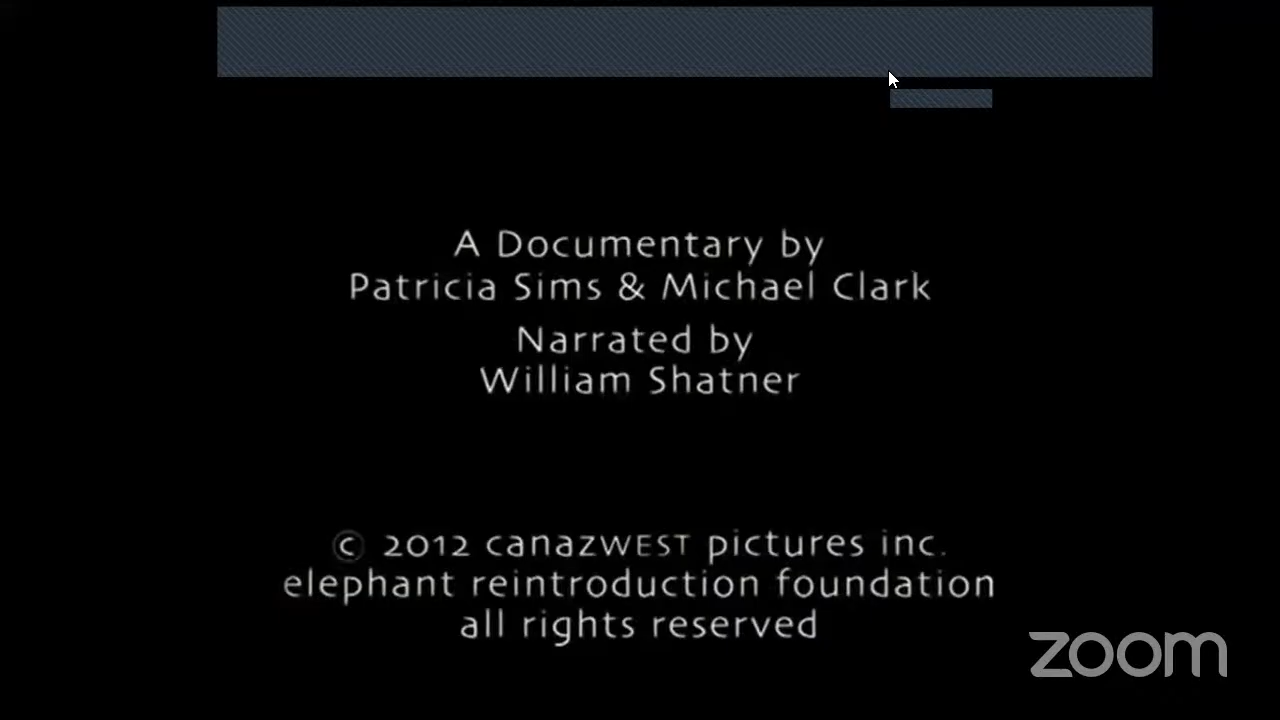 A Documentary by
Patricia Sims & Michael Clark
Narrated by
William Shatner
© 2012 canazWEST pictures inc.
elephant reintroduction foundation
all rights reserved
zoom